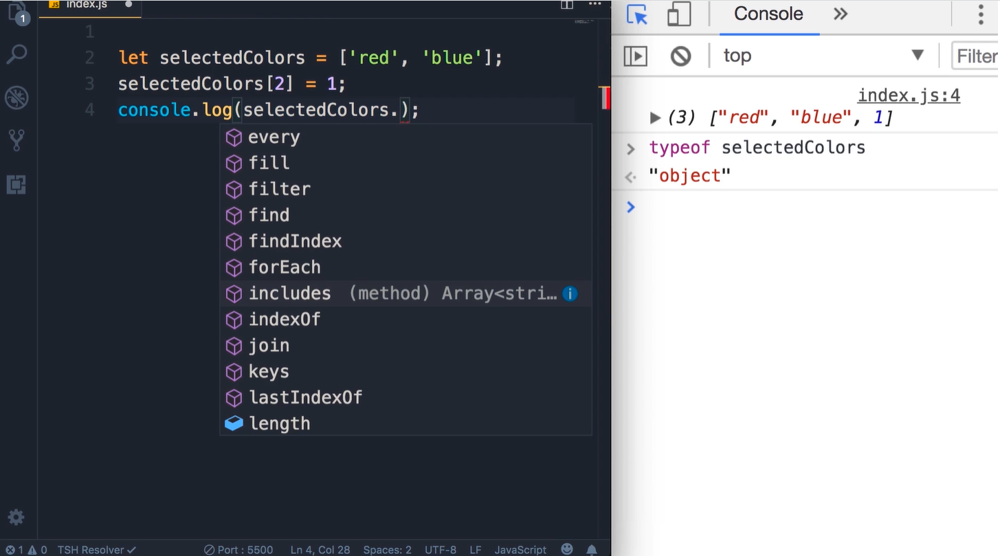 1
JS index.js
1
2 let selectedColors = ['red', 'blue'];
3 selectedColors[2] = 1;
4 console.log(selectedColors.);
every
fill
filter
find
findIndex
forEach
includes (method) Array<stri…
indexOf
join
keys
lastIndexOf
length
1 0 TSH Resolver Port : 5500 Ln 4, Col 28 Spaces: 2 UTF-8 LF JavaScript
Console
top Filter
index.js:4
(3) ["red", "blue", 1]
typeof selectedColors
"object"